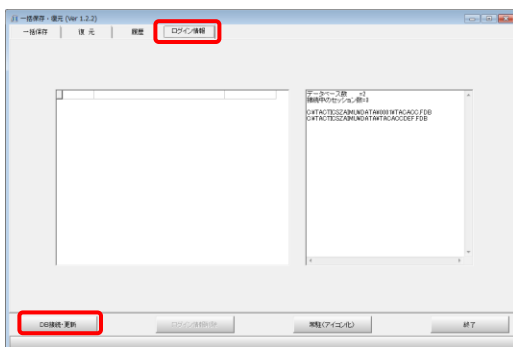 一括保存・復元 (Ver 1.2.2)
一括保存 復 元 履歴 ログイン情報
データベース数 =2
接続中のセッション数=3
C:¥TACTICSZAIMU¥DATA¥0001¥TACACC.FDB
C:¥TACTICSZAIMU¥DATA¥TACACCDEF.FDB
DB接続・更新 ログイン情報削除 常駐(アイコン化) 終了